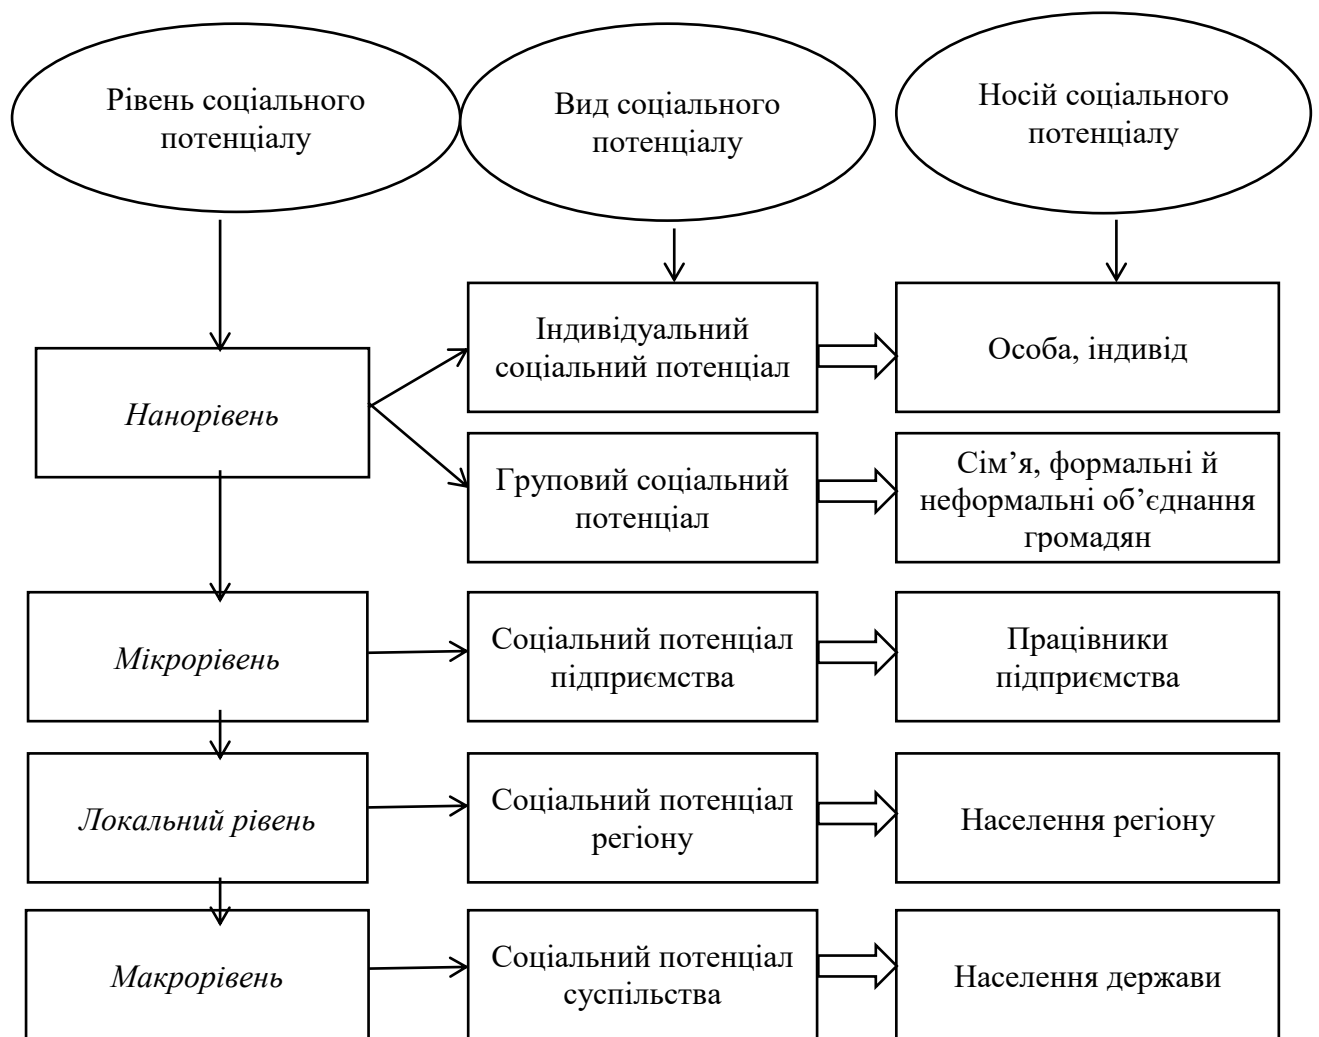 Рівень соціального
потенціалу
Вид соціального
потенціалу
Носій соціального
потенціалу
Нанорівень
Індивідуальний
соціальний потенціал
Особа, індивід
Груповий соціальний
потенціал
Сім’я, формальні й
неформальні об’єднання
громадян
Мікрорівень
Соціальний потенціал
підприємства
Працівники
підприємства
Локальний рівень
Соціальний потенціал
регіону
Населення регіону
Макрорівень
Соціальний потенціал
суспільства
Населення держави